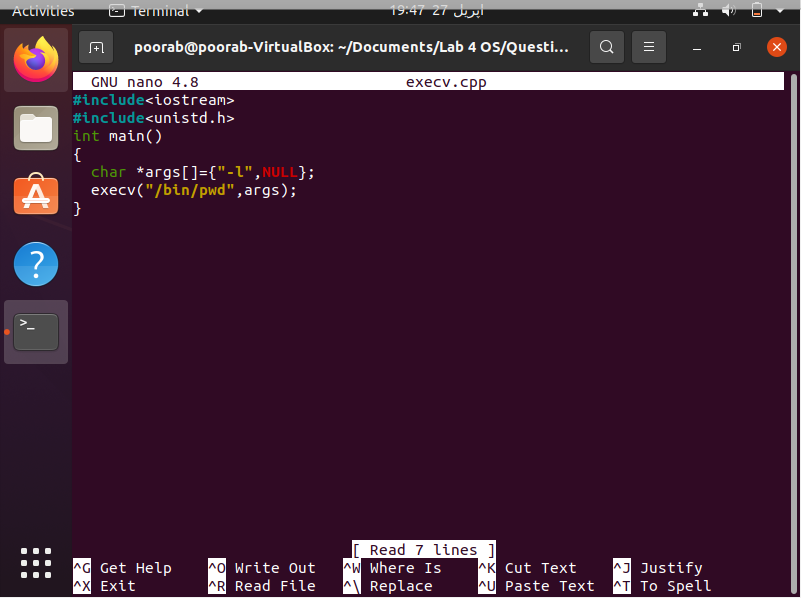 Activities Terminal 19:47 27 اپریل
poorab@poorab-VirtualBox: ~/Documents/Lab 4 OS/Questi...
GNU nano 4.8 execv.cpp
#include<iostream>
#include<unistd.h>
int main()
{
  char *args[]={"-l",NULL};
  execv("/bin/pwd",args);
}
[ Read 7 lines ]
^G Get Help ^O Write Out ^W Where Is ^K Cut Text ^J Justify
^X Exit ^R Read File ^\ Replace ^U Paste Text ^T To Spell